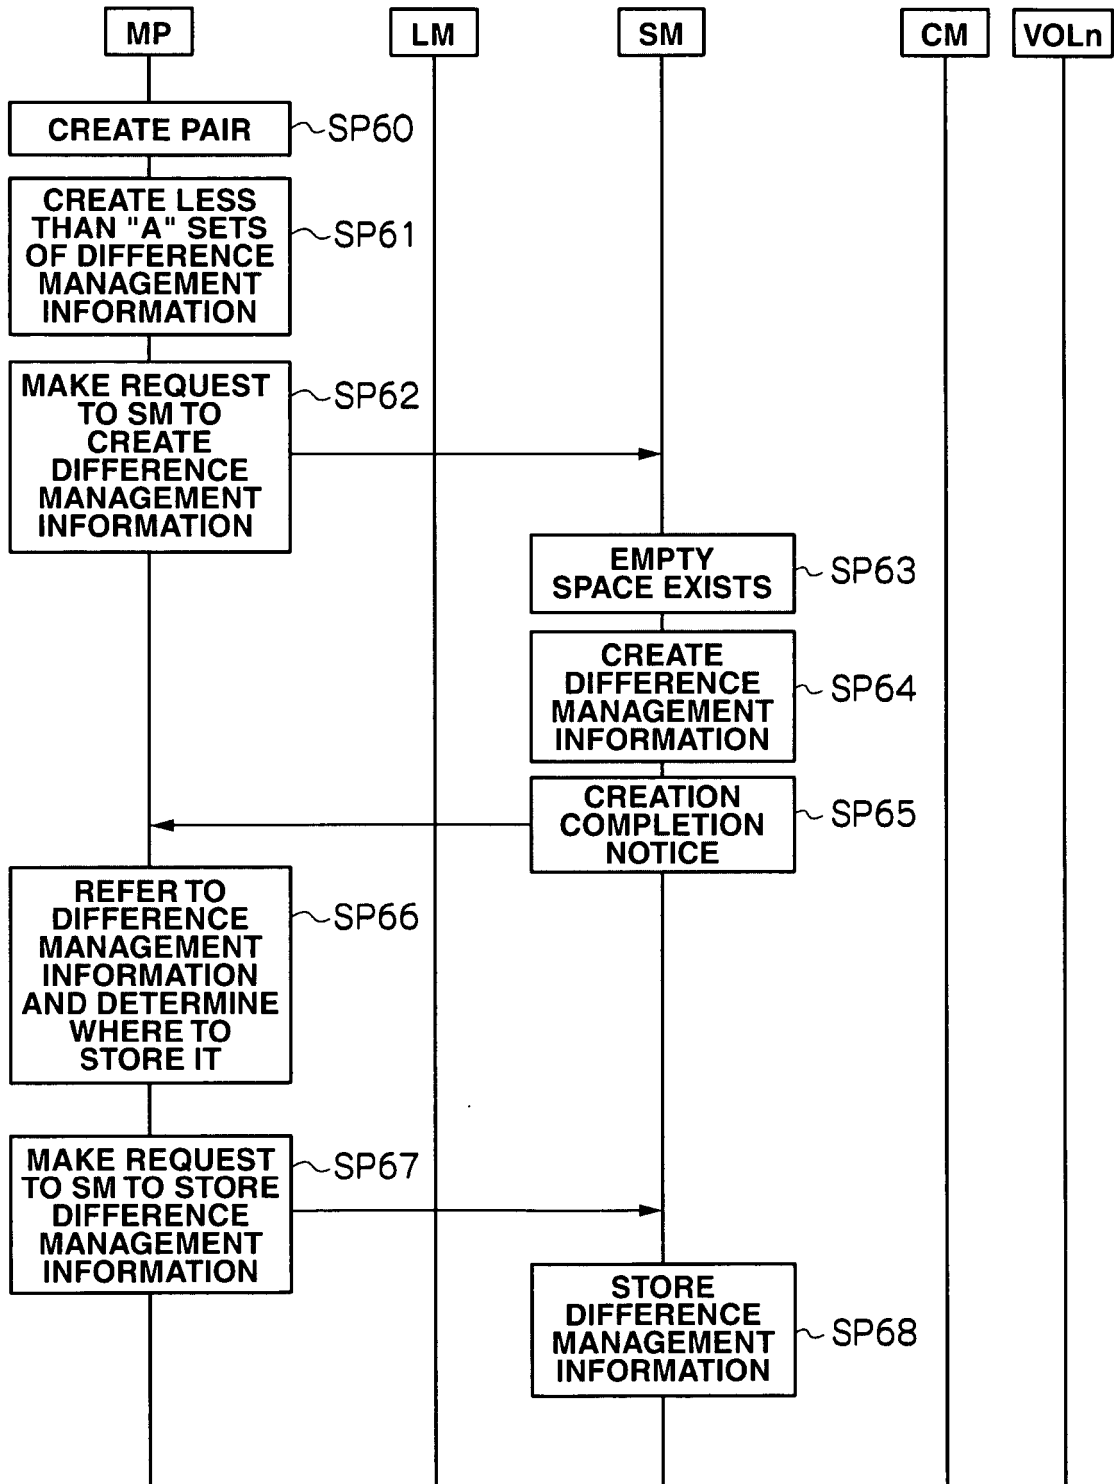 MP
LM
SM
CM
VOLn
CREATE PAIR
SP60
CREATE LESS
THAN "A" SETS
OF DIFFERENCE
MANAGEMENT
INFORMATION
SP61
MAKE REQUEST
TO SM TO
CREATE
DIFFERENCE
MANAGEMENT
INFORMATION
SP62
EMPTY
SPACE EXISTS
SP63
CREATE
DIFFERENCE
MANAGEMENT
INFORMATION
SP64
CREATION
COMPLETION
NOTICE
SP65
REFER TO
DIFFERENCE
MANAGEMENT
INFORMATION
AND DETERMINE
WHERE TO
STORE IT
SP66
MAKE REQUEST
TO SM TO STORE
DIFFERENCE
MANAGEMENT
INFORMATION
SP67
STORE
DIFFERENCE
MANAGEMENT
INFORMATION
SP68